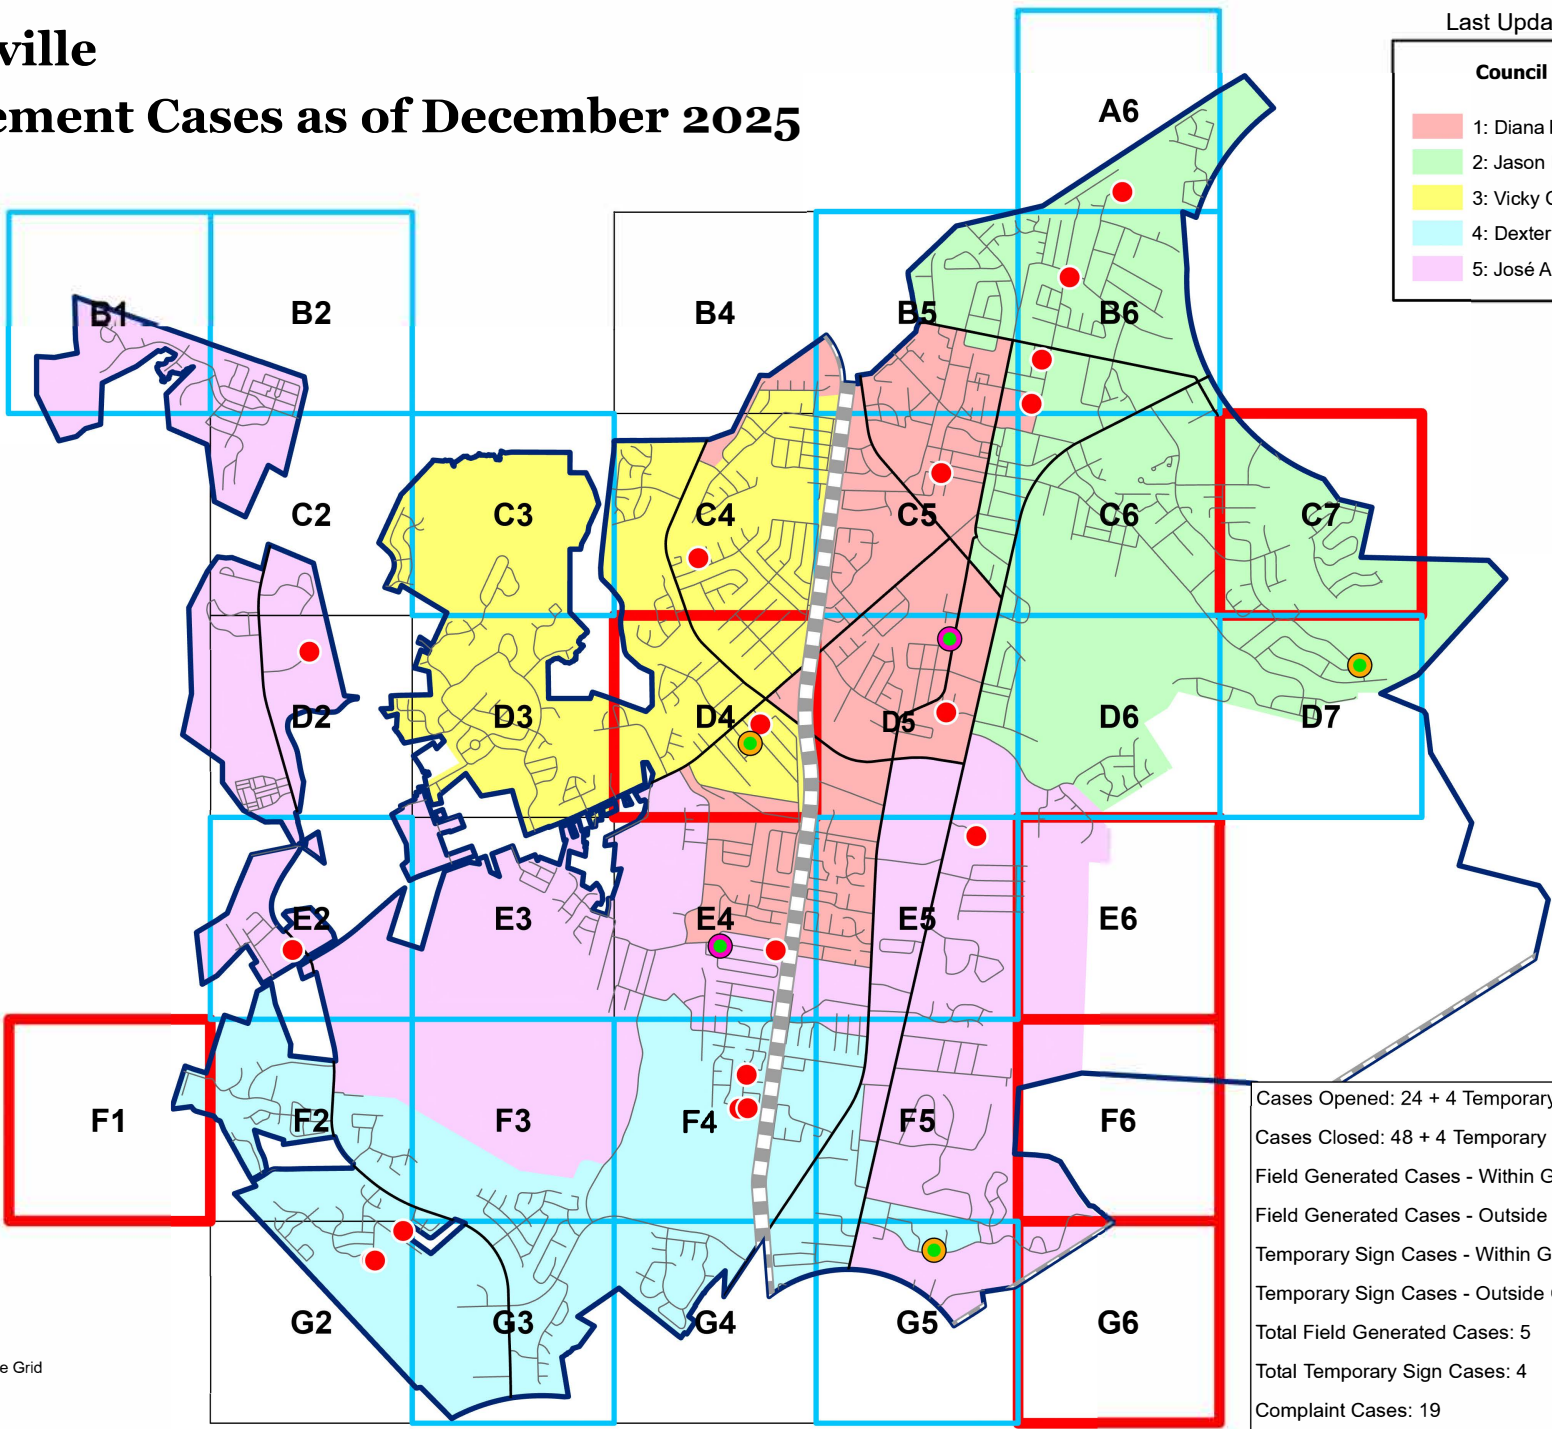 ville
ement Cases as of December 2025
Last Upda
Council
1: Diana
2: Jason
3: Vicky
4: Dexter
5: José A
A6
B1
B2
B4
B5
B6
C2
C3
C4
C5
C6
C7
D2
D3
D4
D5
D6
D7
E2
E3
E4
E5
E6
F1
F2
F3
F4
F5
F6
G2
G3
G4
G5
G6
e Grid
Cases Opened: 24 + 4 Temporary
Cases Closed: 48 + 4 Temporary
Field Generated Cases - Within G
Field Generated Cases - Outside
Temporary Sign Cases - Within G
Temporary Sign Cases - Outside
Total Field Generated Cases: 5
Total Temporary Sign Cases: 4
Complaint Cases: 19